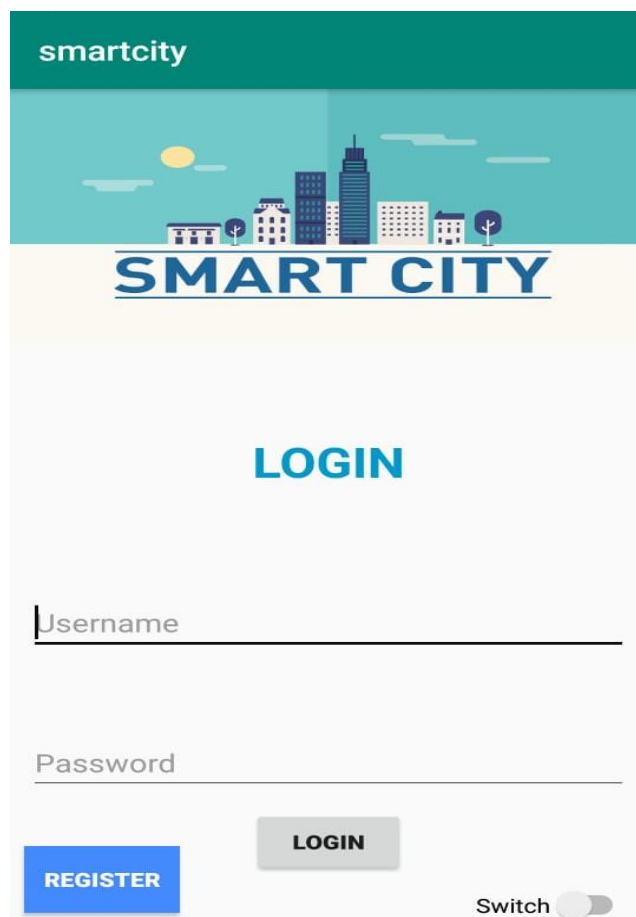 smartcity
SMART CITY
LOGIN
Username
Password
LOGIN
REGISTER
Switch